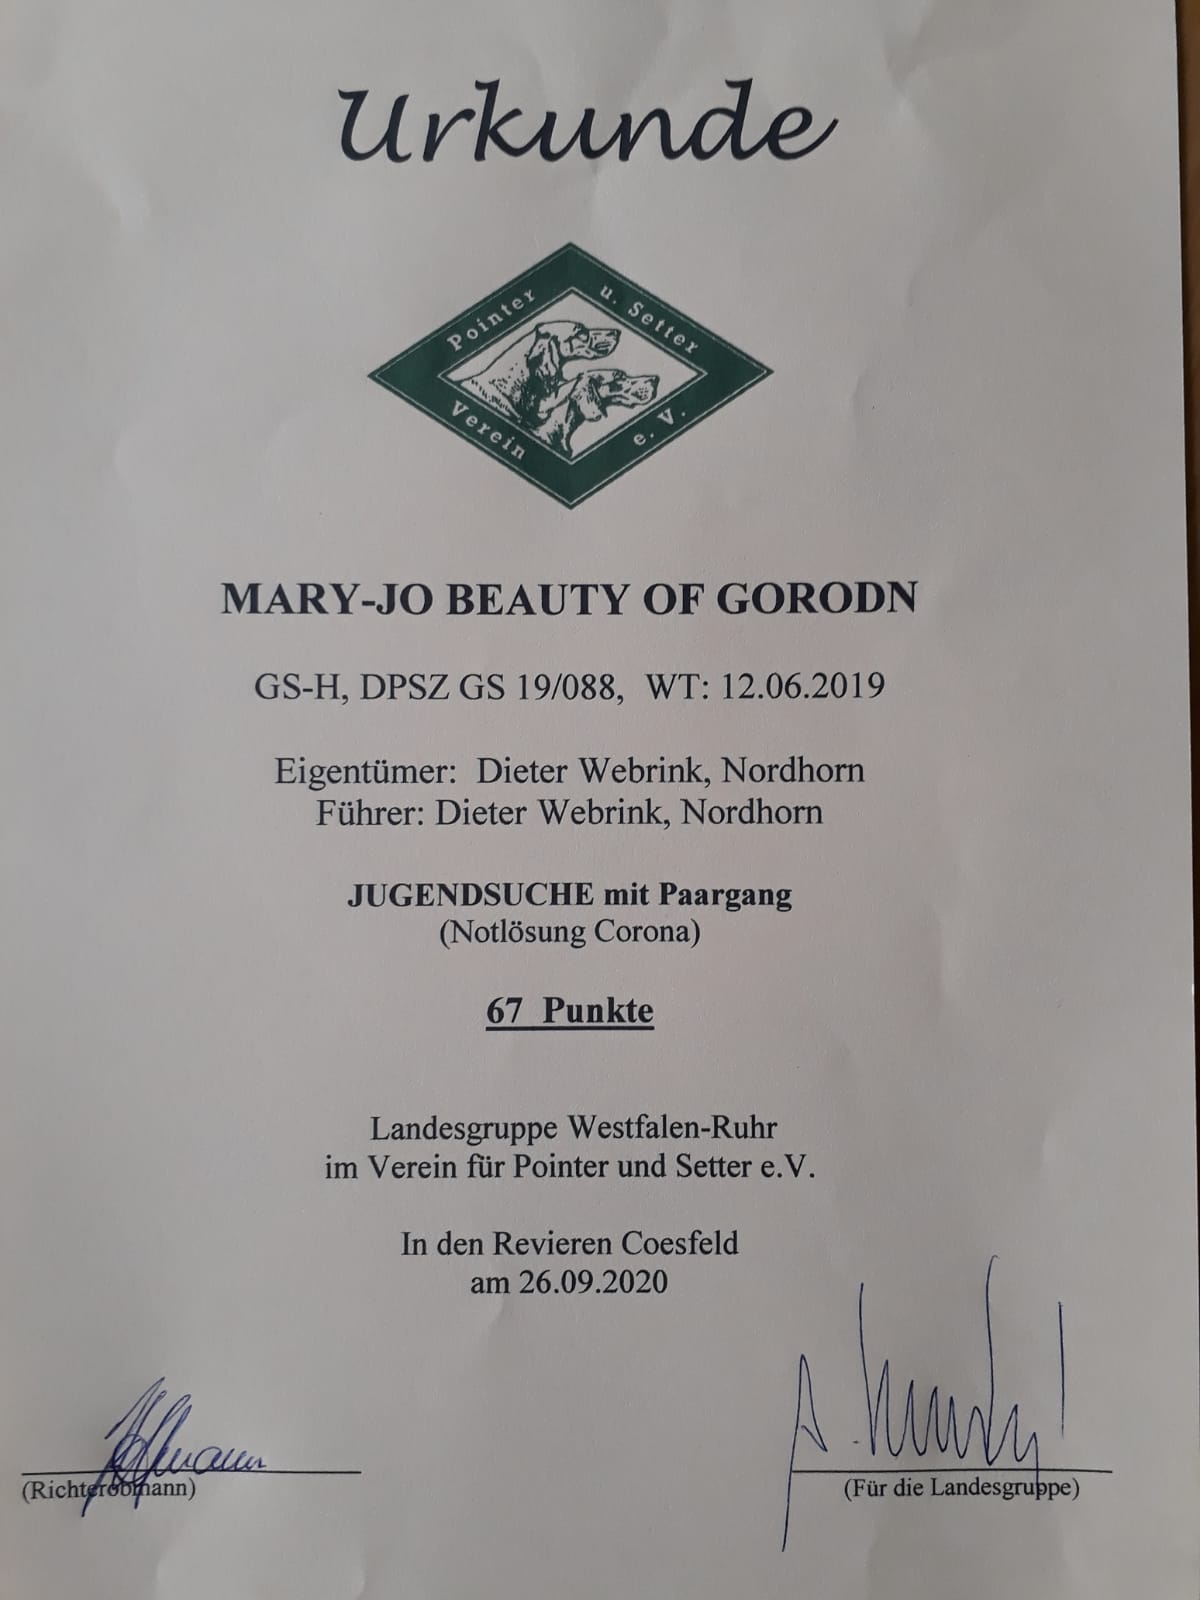 Urkunde
Pointer u. Setter
Verein e. V.
MARY-JO BEAUTY OF GORODN
GS-H, DPSZ GS 19/088, WT: 12.06.2019
Eigentümer: Dieter Webrink, Nordhorn
Führer: Dieter Webrink, Nordhorn
JUGENDSUCHE mit Paargang
(Notlösung Corona)
67 Punkte
Landesgruppe Westfalen-Ruhr
im Verein für Pointer und Setter e.V.
In den Revieren Coesfeld
am 26.09.2020
(Richterobmann)
(Für die Landesgruppe)